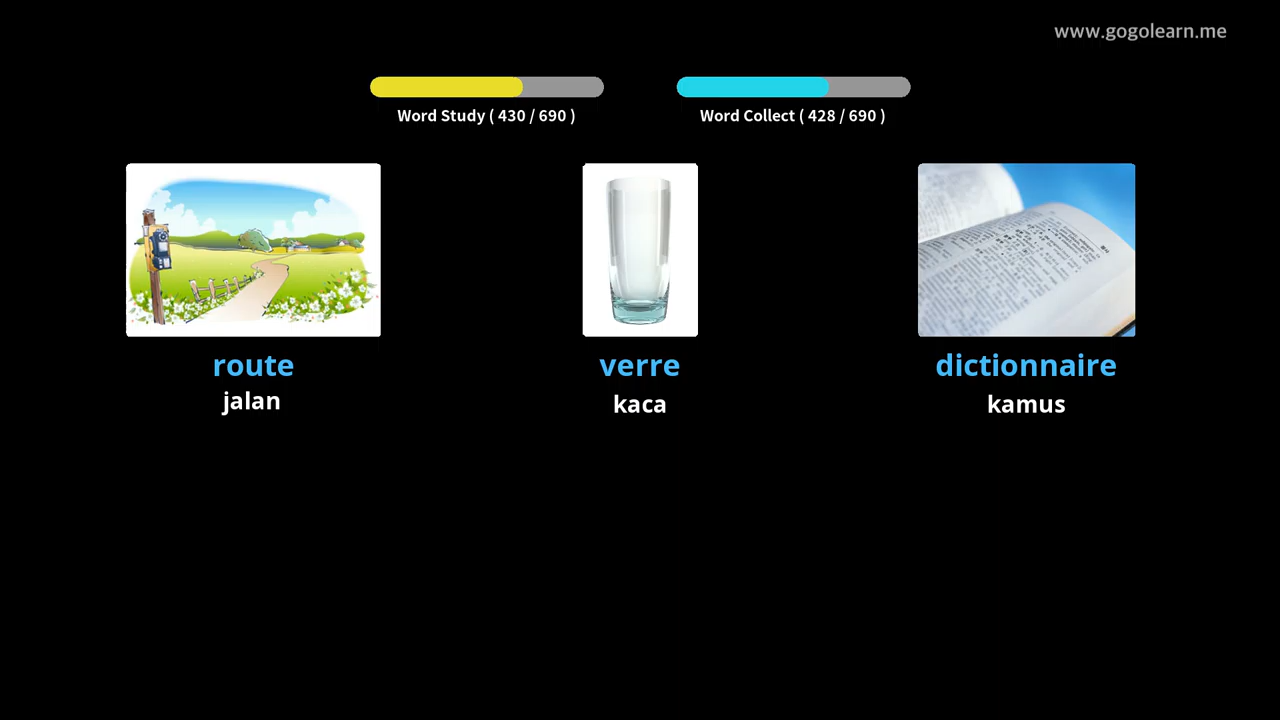 www.gogolearn.me
Word Study ( 430 / 690 )
Word Collect ( 428 / 690 )
route
verre
dictionnaire
jalan
kaca
kamus